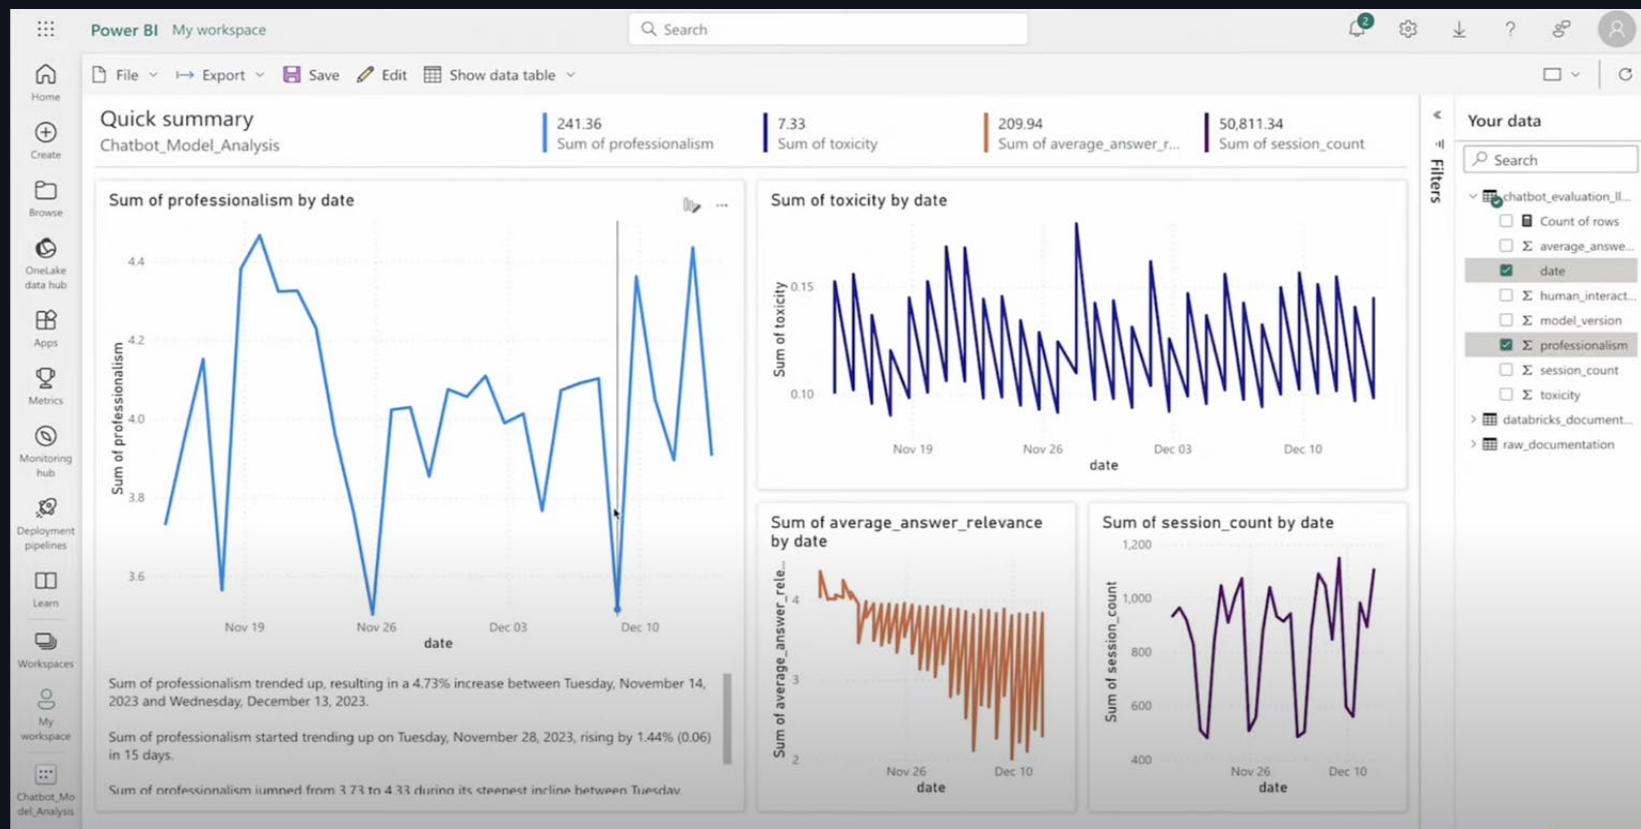 Power BI My workspace
Search
2
File Export Save Edit Show data table
Home
Create
Browse
OneLake
data hub
Apps
Metrics
Monitoring
hub
Deployment
pipelines
Learn
Workspaces
My
workspace
Chatbot_Mo
del_Analysis
Quick summary
Chatbot_Model_Analysis
241.36
Sum of professionalism
7.33
Sum of toxicity
209.94
Sum of average_answer_r...
50,811.34
Sum of session_count
Sum of professionalism by date
Sum of professionalism
4.4
4.2
4.0
3.8
3.6
Nov 19 Nov 26 Dec 03 Dec 10
date
Sum of professionalism trended up, resulting in a 4.73% increase between Tuesday, November 14,
2023 and Wednesday, December 13, 2023.
Sum of professionalism started trending up on Tuesday, November 28, 2023, rising by 1.44% (0.06)
in 15 days.
Sum of professionalism jumped from 3.73 to 4.33 during its steepest incline between Tuesday,
Sum of toxicity by date
Sum of toxicity
0.15
0.10
Nov 19 Nov 26 Dec 03 Dec 10
date
Sum of average_answer_relevance
by date
Sum of average_answer_rele...
4
3
2
Nov 26 Dec 10
date
Sum of session_count by date
Sum of session_count
1,200
1,000
800
600
400
Nov 26 Dec 10
date
Filters
Your data
Search
chatbot_evaluation_ll...
Count of rows
average_answe...
date
human_interact...
model_version
professionalism
session_count
toxicity
databricks_document...
raw_documentation